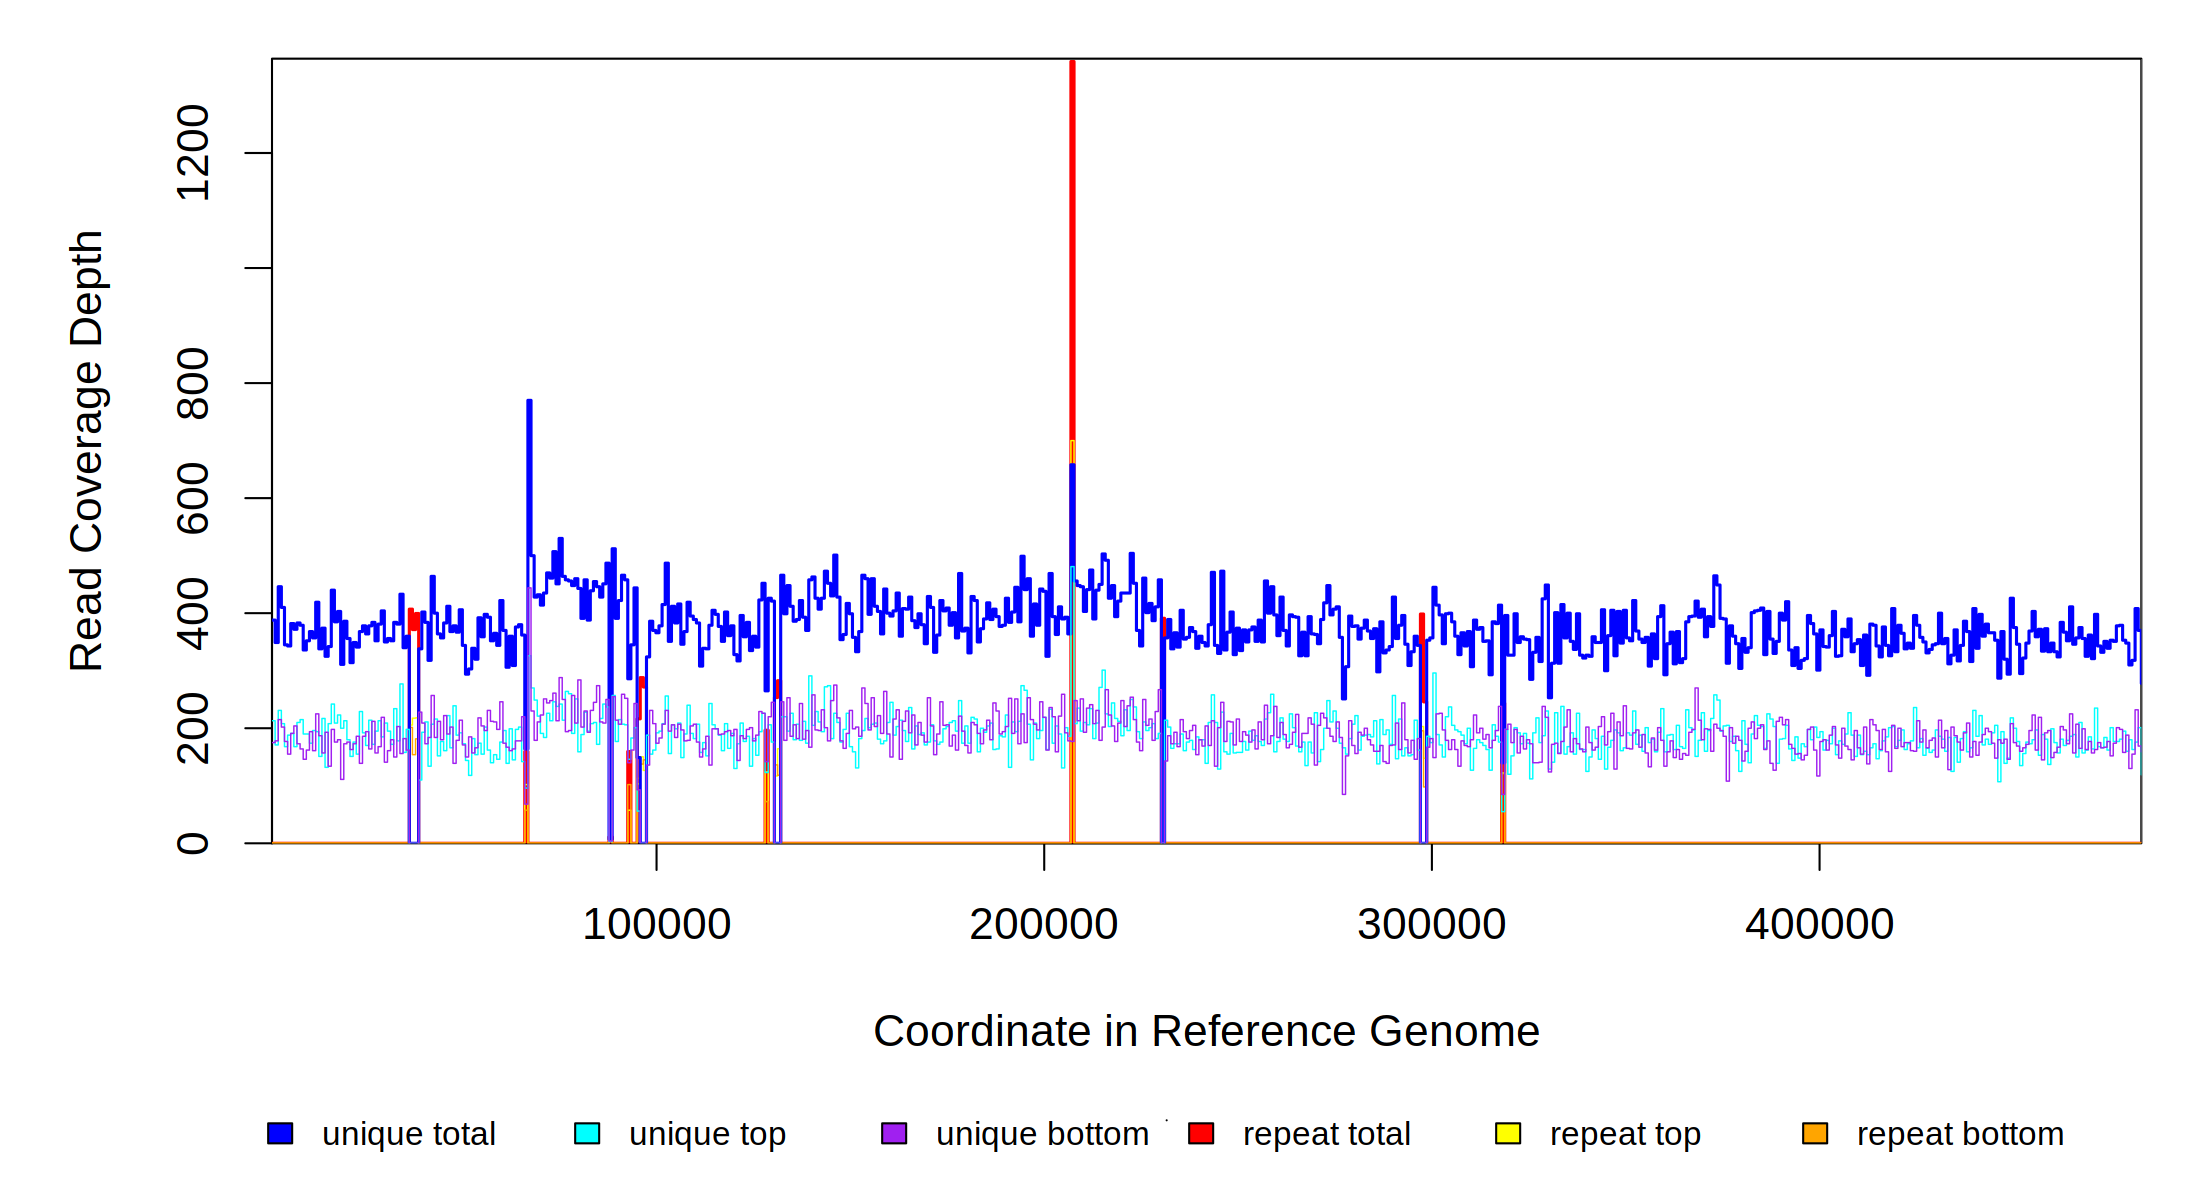 Read Coverage Depth
1200
800
600
400
200
0
100000 200000 300000 400000
Coordinate in Reference Genome
unique total unique top unique bottom repeat total repeat top repeat bottom